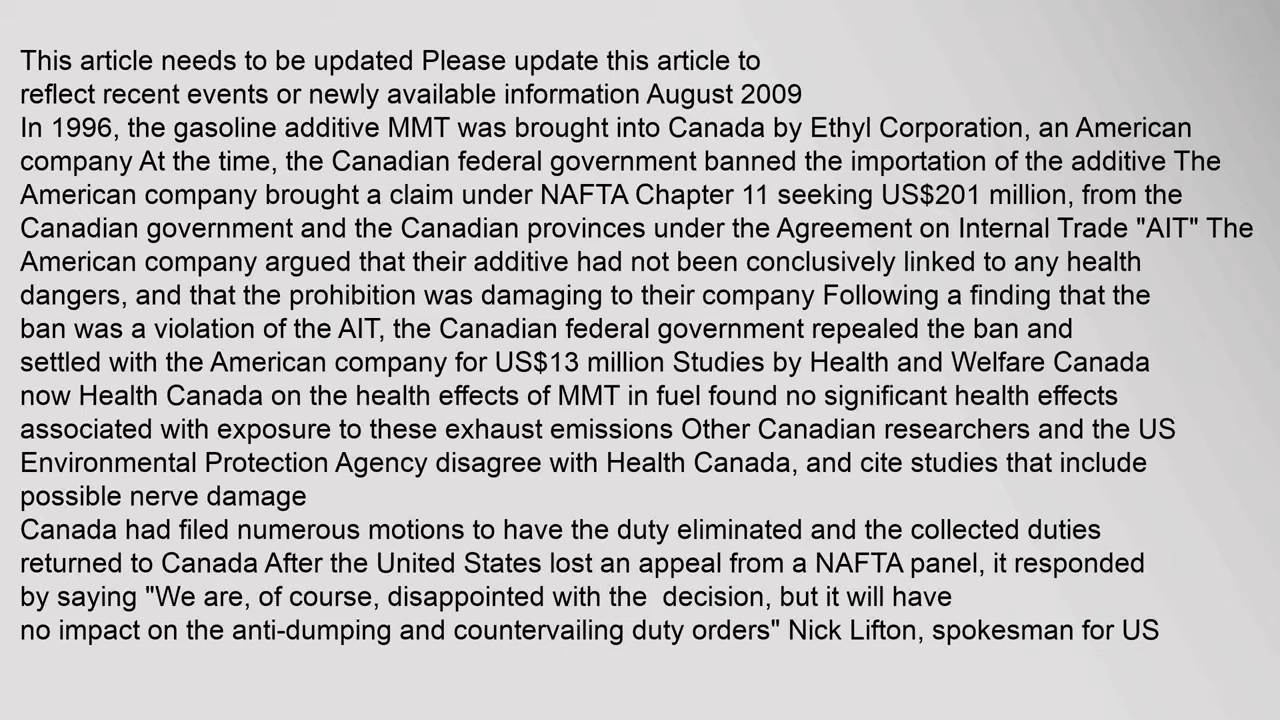 This article needs to be updated Please update this article to
reflect recent events or newly available information August 2009
In 1996, the gasoline additive MMT was brought into Canada by Ethyl Corporation, an American
company At the time, the Canadian federal government banned the importation of the additive The
American company brought a claim under NAFTA Chapter 11 seeking US$201 million, from the
Canadian government and the Canadian provinces under the Agreement on Internal Trade "AIT" The
American company argued that their additive had not been conclusively linked to any health
dangers, and that the prohibition was damaging to their company Following a finding that the
ban was a violation of the AIT, the Canadian federal government repealed the ban and
settled with the American company for US$13 million Studies by Health and Welfare Canada
now Health Canada on the health effects of MMT in fuel found no significant health effects
associated with exposure to these exhaust emissions Other Canadian researchers and the US
Environmental Protection Agency disagree with Health Canada, and cite studies that include
possible nerve damage
Canada had filed numerous motions to have the duty eliminated and the collected duties
returned to Canada After the United States lost an appeal from a NAFTA panel, it responded
by saying "We are, of course, disappointed with the  decision, but it will have
no impact on the anti-dumping and countervailing duty orders" Nick Lifton, spokesman for US